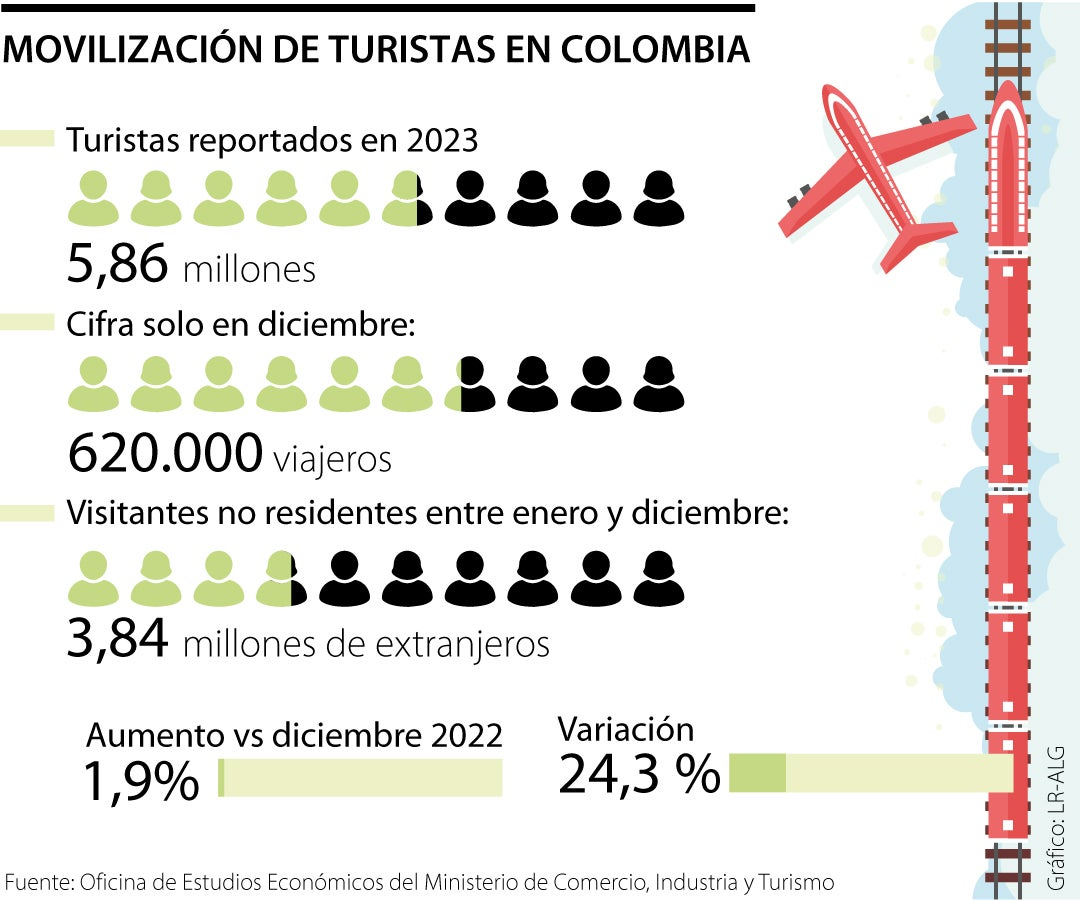 MOVILIZACIÓN DE TURISTAS EN COLOMBIA
Turistas reportados en 2023
5,86 millones
Cifra solo en diciembre:
620.000 viajeros
Visitantes no residentes entre enero y diciembre:
3,84 millones de extranjeros
Aumento vs diciembre 2022
1,9%
Variación
24,3 %
Fuente: Oficina de Estudios Económicos del Ministerio de Comercio, Industria y Turismo
Gráfico: LR-ALG